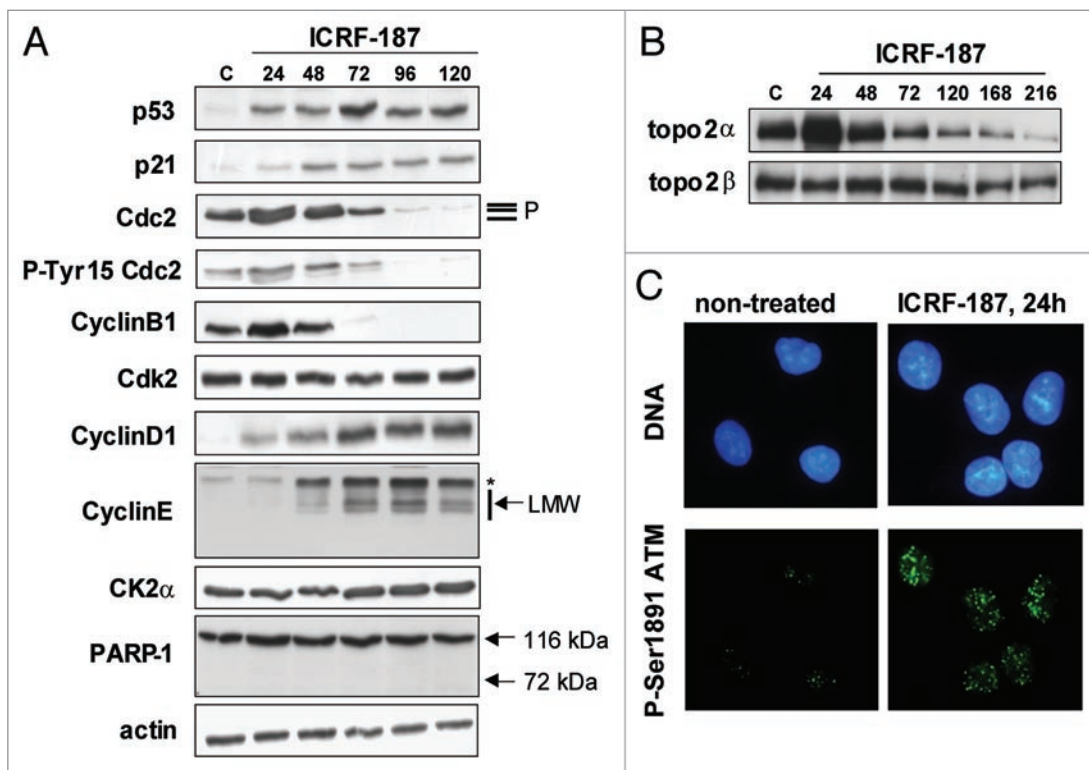 A
ICRF-187
C 24 48 72 96 120
p53
p21
Cdc2
P
P-Tyr15 Cdc2
CyclinB1
Cdk2
CyclinD1
CyclinE
*
LMW
CK2α
PARP-1
116 kDa
72 kDa
actin
B
ICRF-187
C 24 48 72 120 168 216
topo2α
topo2β
C
non-treated
ICRF-187, 24h
DNA
P-Ser1891 ATM